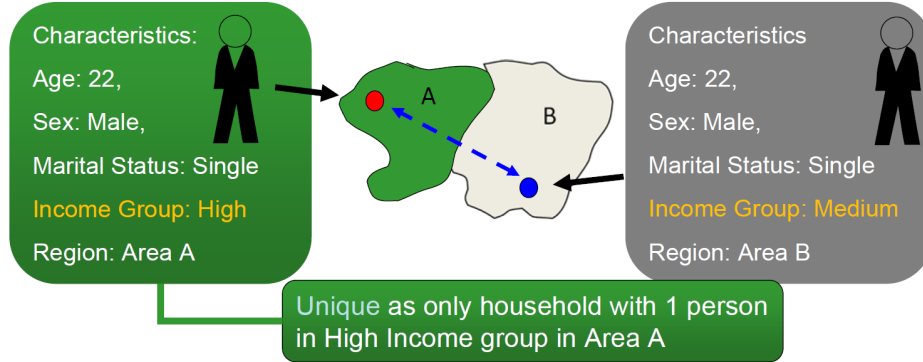 Characteristics:
Age: 22,
Sex: Male,
Marital Status: Single
Income Group: High
Region: Area A
A
B
Characteristics
Age: 22,
Sex: Male,
Marital Status: Single
Income Group: Medium
Region: Area B
Unique as only household with 1 person
in High Income group in Area A